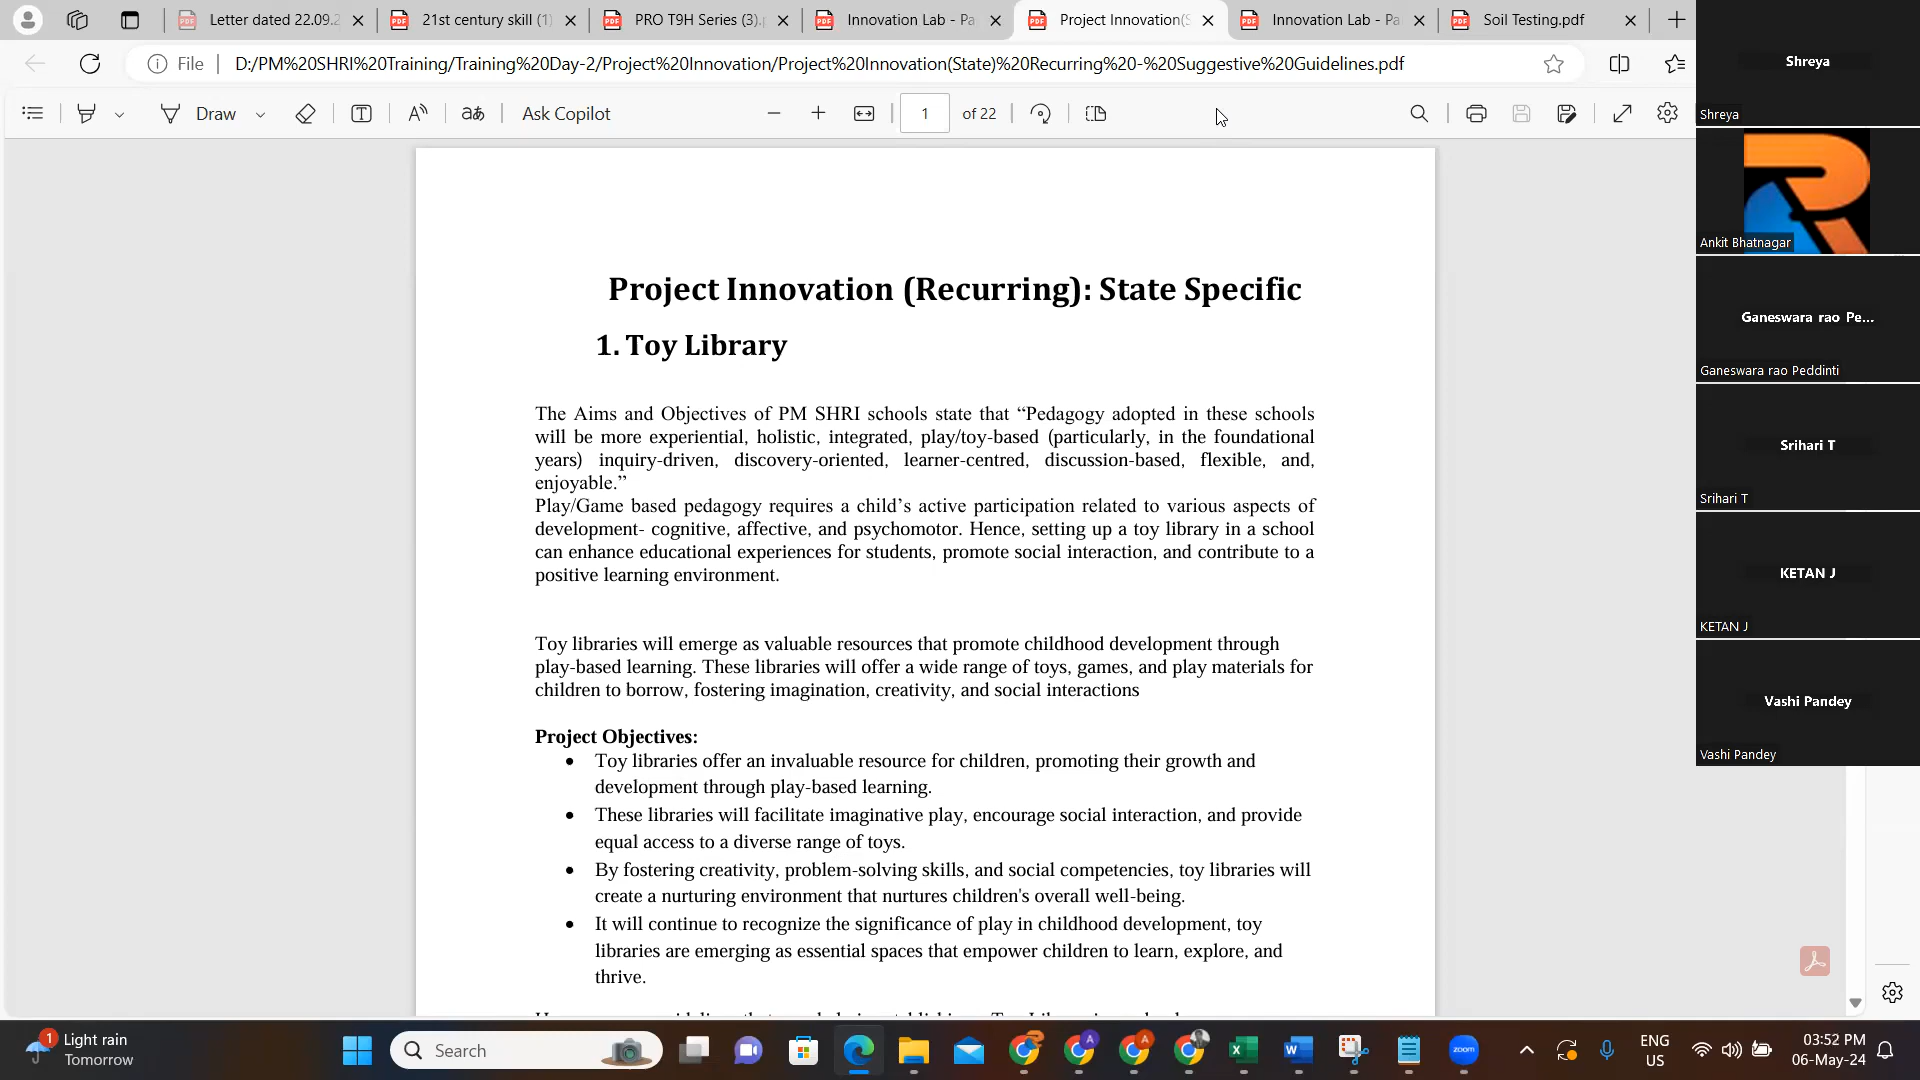 Letter dated 22.09.2
21st century skill (1)
PRO T9H Series (3).p
Innovation Lab - Pa
Project Innovation(S
Innovation Lab - Pa
Soil Testing.pdf
File
D:/PM%20SHRI%20Training/Training%20Day-2/Project%20Innovation/Project%20Innovation(State)%20Recurring%20-%20Suggestive%20Guidelines.pdf
Draw
Ask Copilot
1 of 22
Project Innovation (Recurring): State Specific
1. Toy Library
The Aims and Objectives of PM SHRI schools state that “Pedagogy adopted in these schools
will be more experiential, holistic, integrated, play/toy-based (particularly, in the foundational
years) inquiry-driven, discovery-oriented, learner-centred, discussion-based, flexible, and,
enjoyable.”
Play/Game based pedagogy requires a child’s active participation related to various aspects of
development- cognitive, affective, and psychomotor. Hence, setting up a toy library in a school
can enhance educational experiences for students, promote social interaction, and contribute to a
positive learning environment.
Toy libraries will emerge as valuable resources that promote childhood development through
play-based learning. These libraries will offer a wide range of toys, games, and play materials for
children to borrow, fostering imagination, creativity, and social interactions
Project Objectives:
• Toy libraries offer an invaluable resource for children, promoting their growth and
development through play-based learning.
• These libraries will facilitate imaginative play, encourage social interaction, and provide
equal access to a diverse range of toys.
• By fostering creativity, problem-solving skills, and social competencies, toy libraries will
create a nurturing environment that nurtures children's overall well-being.
• It will continue to recognize the significance of play in childhood development, toy
libraries are emerging as essential spaces that empower children to learn, explore, and
thrive.
Shreya
Shreya
Ankit Bhatnagar
Ganeswara rao Pe...
Ganeswara rao Peddinti
Srihari T
Srihari T
KETAN J
KETAN J
Vashi Pandey
Vashi Pandey
1
Light rain
Tomorrow
Search
zoom
ENG
US
03:52 PM
06-May-24